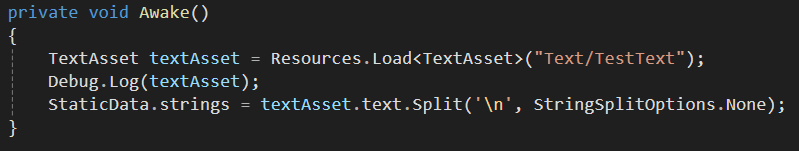 private void Awake()
{
TextAsset textAsset = Resources.Load<TextAsset>("Text/TestText");
Debug.Log(textAsset);
StaticData.strings = textAsset.text.Split('\n', StringSplitOptions.None);
}